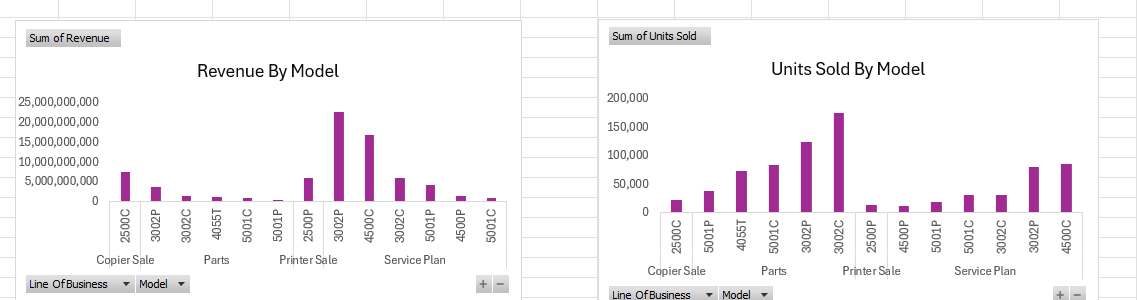 Sum of Revenue
Revenue By Model
25,000,000,000
20,000,000,000
15,000,000,000
10,000,000,000
5,000,000,000
0
2500C 3002P 3002C 4055T 5001C 5001P 2500P 3002P 4500C 3002C 5001P 4500P 5001C
Copier Sale Parts Printer Sale Service Plan
Line Of Business Model + −
Sum of Units Sold
Units Sold By Model
200,000
150,000
100,000
50,000
0
2500C 5001P 4055T 5001C 3002P 3002C 2500P 4500P 5001P 5001C 3002C 3002P 4500C
Copier Sale Parts Printer Sale Service Plan
Line Of Business Model + −